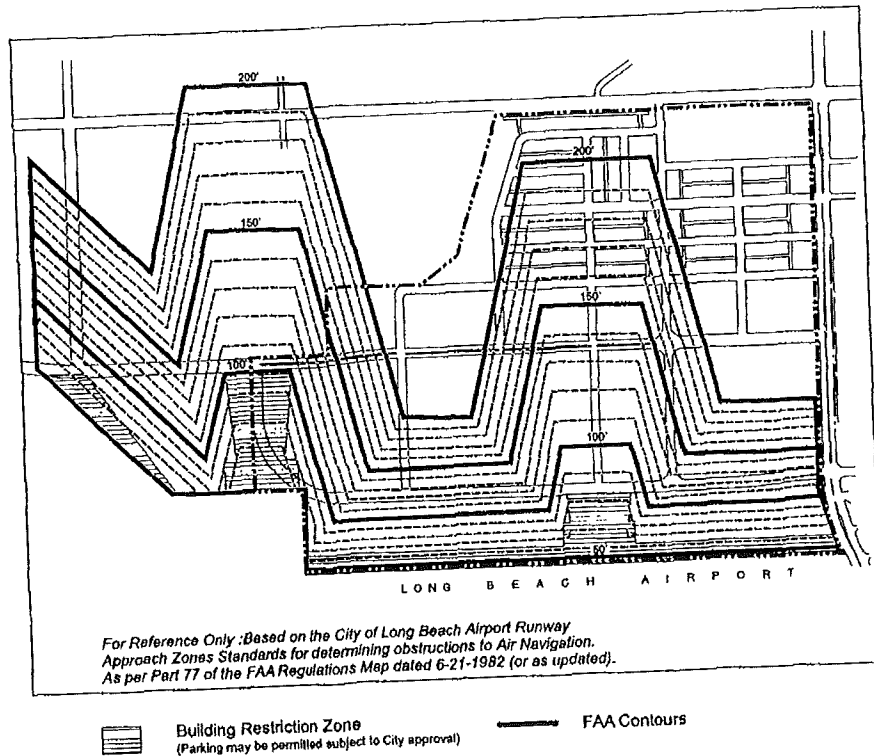 200'
200'
150'
150'
100'
100'
50'
LONG BEACH AIRPORT
For Reference Only :Based on the City of Long Beach Airport Runway
Approach Zones Standards for determining obstructions to Air Navigation.
As per Part 77 of the FAA Regulations Map dated 6-21-1982 (or as updated).
Building Restriction Zone
(Parking may be permitted subject to City approval)
FAA Contours